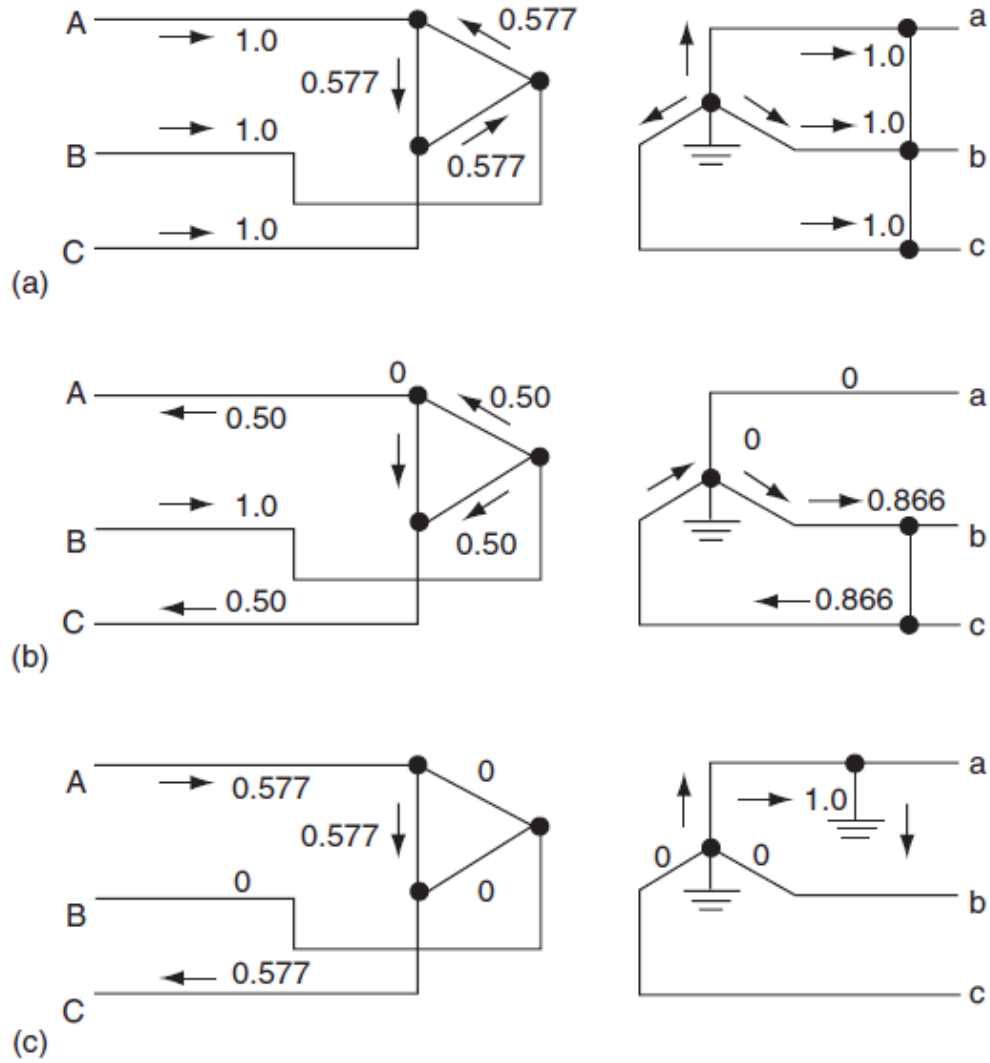 A 1.0 0.577 a
0.577 1.0
B 1.0 0.577 1.0 b
C 1.0 1.0 c
(a)
A 0 0.50 0 a
0.50 0
B 1.0 0.50 0.866 b
C 0.50 0.866 c
(b)
A 0.577 0 a
0.577 1.0
B 0 0 0 0 b
C 0.577 c
(c)